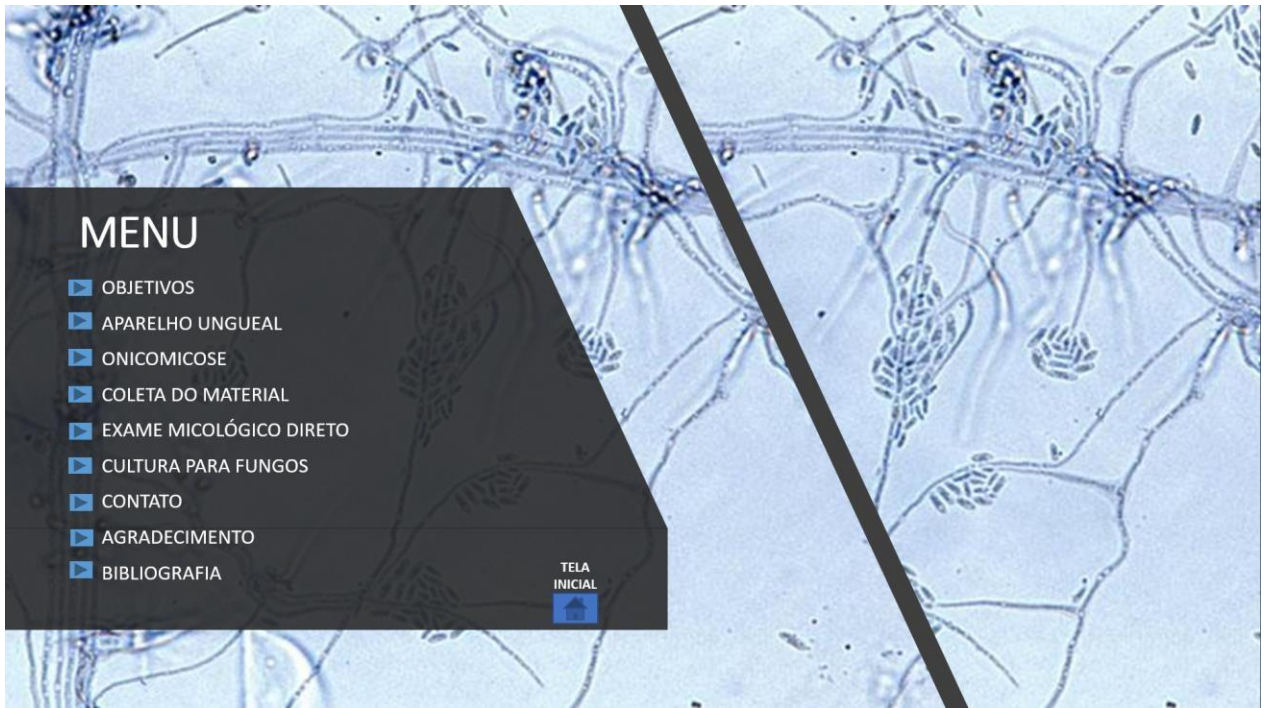 MENU
OBJETIVOS
APARELHO UNGUEAL
ONICOMICOSE
COLETA DO MATERIAL
EXAME MICOLÓGICO DIRETO
CULTURA PARA FUNGOS
CONTATO
AGRADECIMENTO
BIBLIOGRAFIA
TELA
INICIAL